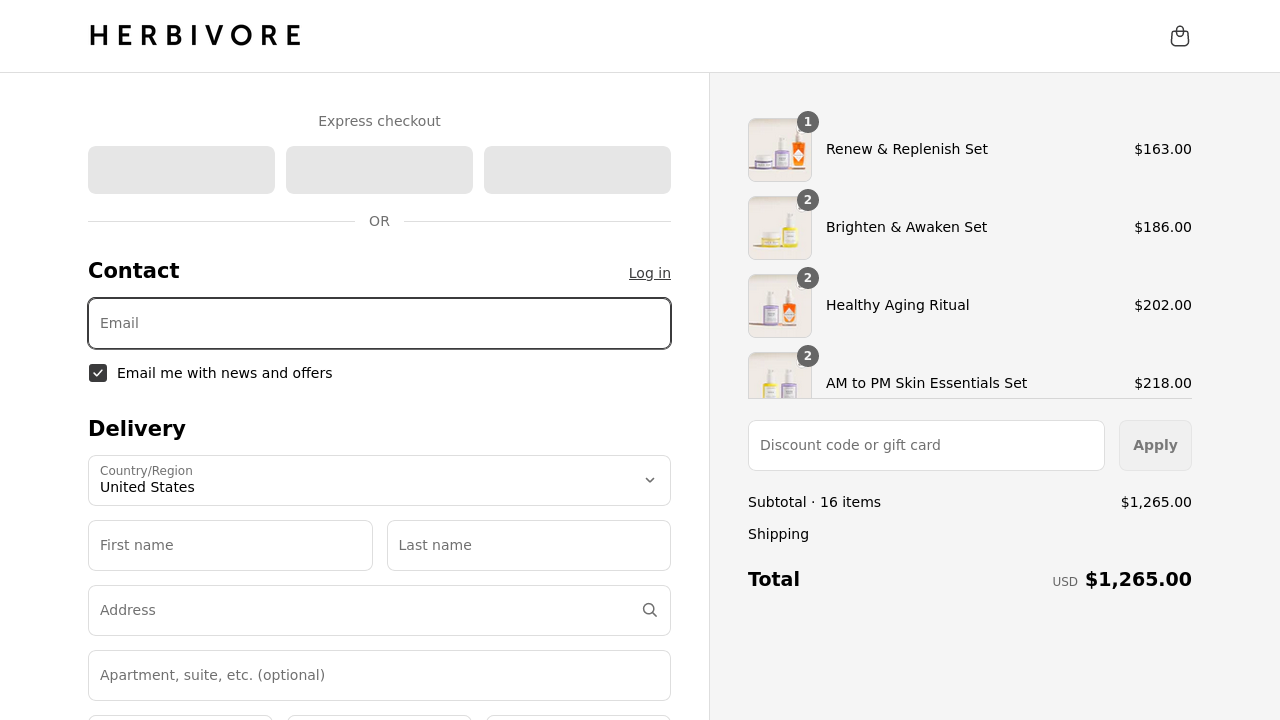 HERBIVORE
Express checkout
OR
Contact
Log in
Email
Email me with news and offers
Delivery
Country/Region
United States
First name
Last name
Address
Apartment, suite, etc. (optional)
1
Renew & Replenish Set
$163.00
2
Brighten & Awaken Set
$186.00
2
Healthy Aging Ritual
$202.00
2
AM to PM Skin Essentials Set
$218.00
Discount code or gift card
Apply
Subtotal · 16 items
$1,265.00
Shipping
Total
USD $1,265.00